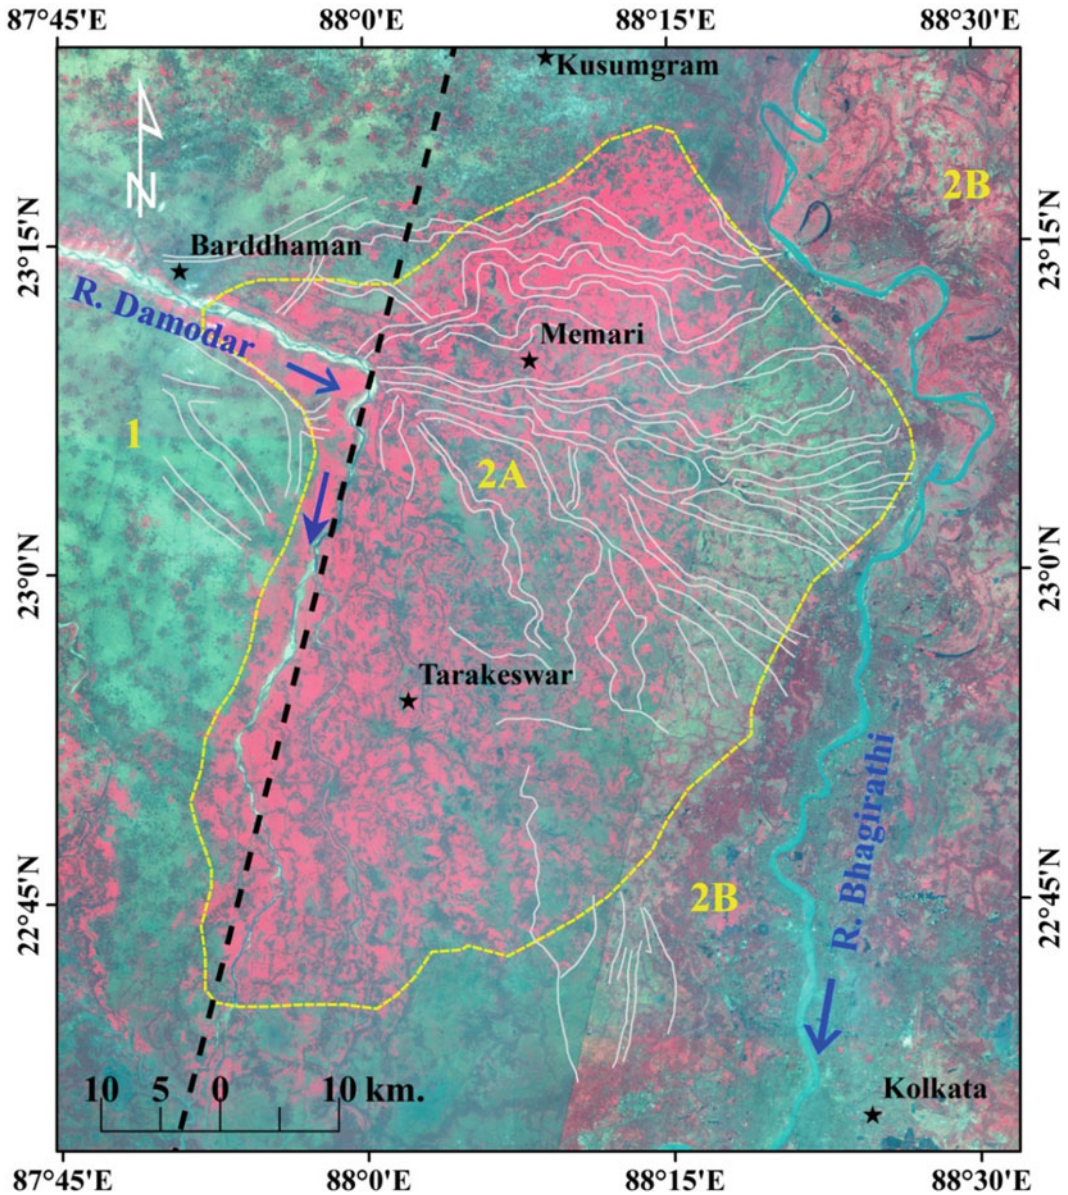 87°45'E 88°0'E 88°15'E 88°30'E
Kusumgram
2B
N
23°15'N
23°15'N
Barddhaman
R. Damodar
Memari
1
2A
23°0'N
23°0'N
Tarakeswar
R. Bhagirathi
22°45'N
2B
22°45'N
10 5 0 10 km.
Kolkata
87°45'E 88°0'E 88°15'E 88°30'E